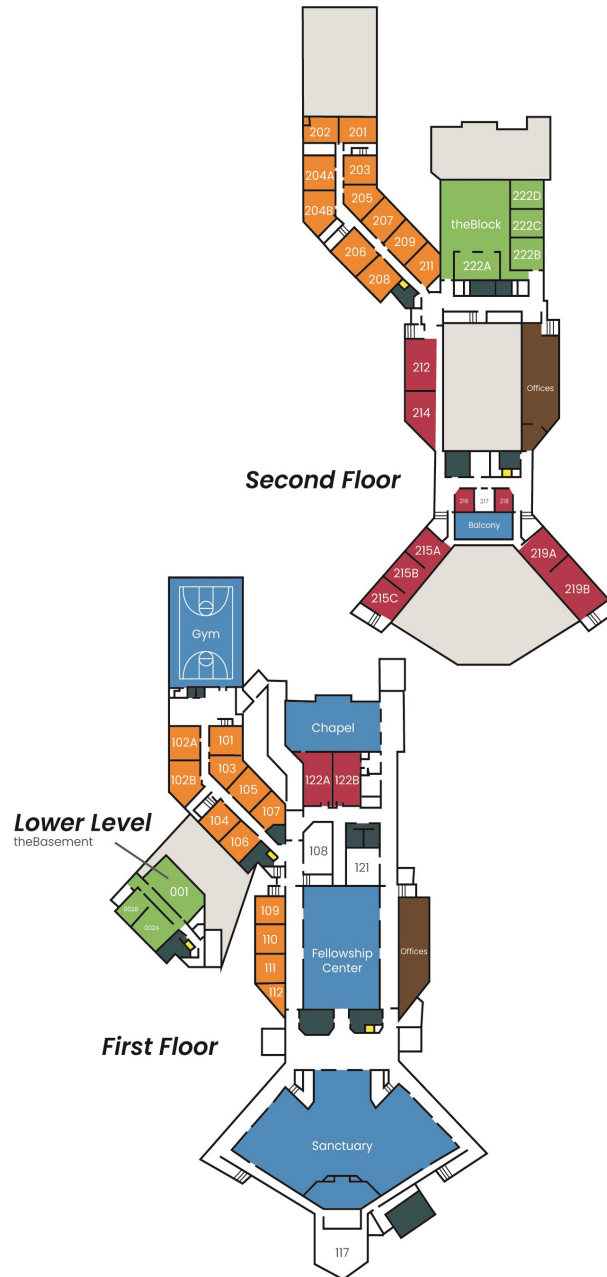 202
201
204A
203
204B
205
207
206
209
208
211
theBlock
222D
222C
222B
222A
212
214
Offices
Second Floor
216
217
218
Balcony
215A
215B
215C
219A
219B
Gym
Chapel
102A
101
102B
103
105
107
104
106
122A
122B
108
121
Lower Level
theBasement
001
002B
002A
109
110
111
112
Fellowship
Center
Offices
First Floor
Sanctuary
117